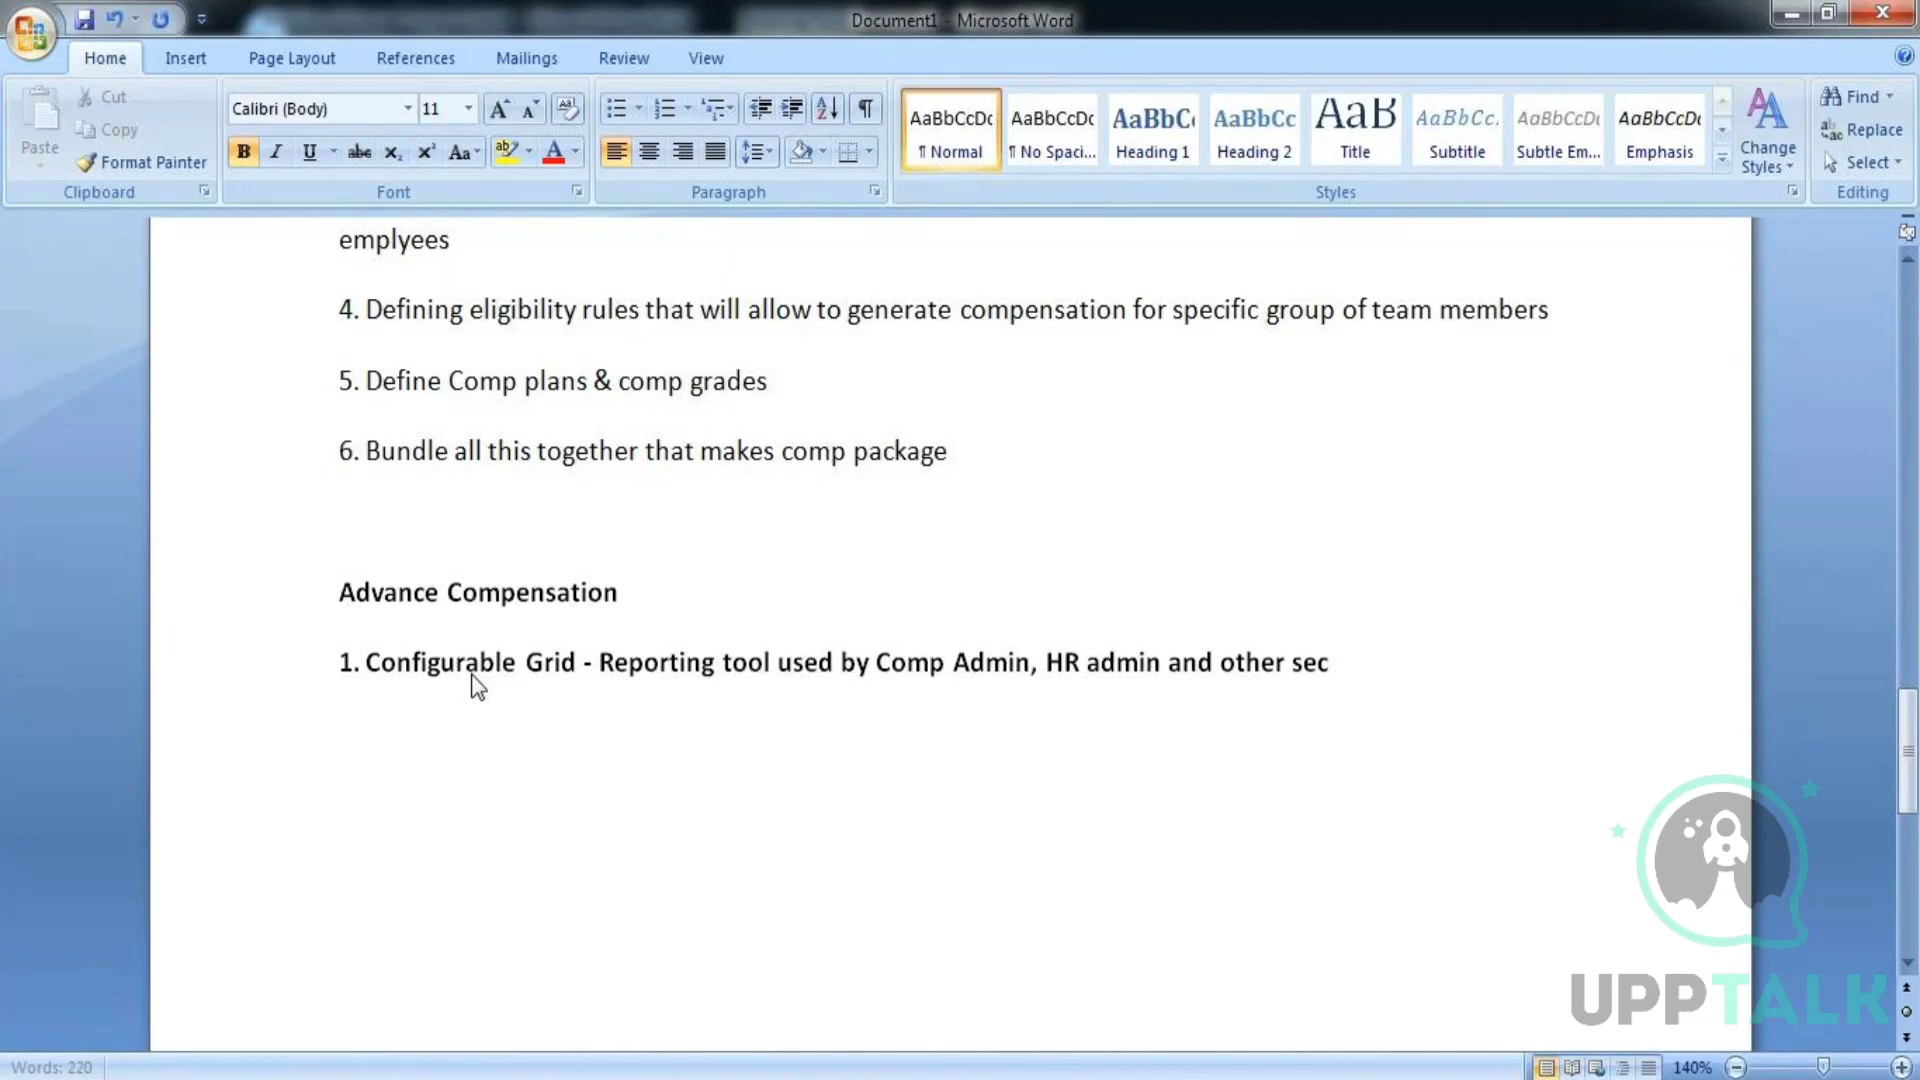 Document1 - Microsoft Word
Home Insert Page Layout References Mailings Review View
Cut
Copy
Format Painter
Paste
Clipboard
Calibri (Body) 11
Font
Paragraph
AaBbCcDc AaBbCcDc AaBbC AaBbCc AaB AaBbCc. AaBbCcDı AaBbCcDı
¶ Normal ¶ No Spaci... Heading 1 Heading 2 Title Subtitle Subtle Em... Emphasis
Change
Styles
Styles
Find
Replace
Select
Editing
emplyees
4. Defining eligibility rules that will allow to generate compensation for specific group of team members
5. Define Comp plans & comp grades
6. Bundle all this together that makes comp package
Advance Compensation
1. Configurable Grid - Reporting tool used by Comp Admin, HR admin and other sec
UPPTALK
Words: 220
140%